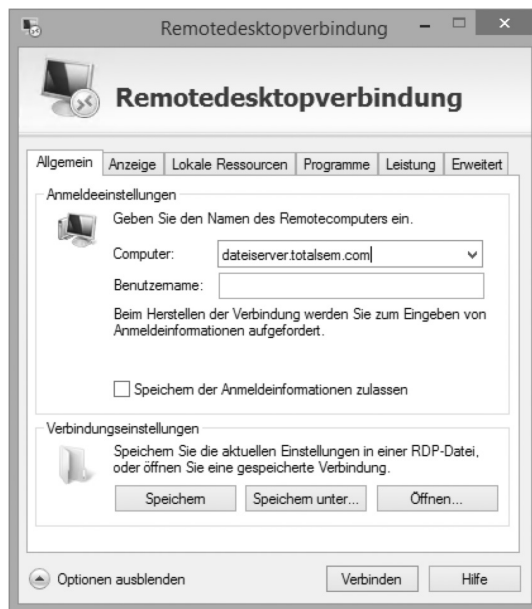 Remotedesktopverbindung
Remotedesktopverbindung
Allgemein Anzeige Lokale Ressourcen Programme Leistung Erweitert
Anmeldeeinstellungen
Geben Sie den Namen des Remotecomputers ein.
Computer: dateiserver.totalsem.com
Benutzername:
Beim Herstellen der Verbindung werden Sie zum Eingeben von
Anmeldeinformationen aufgefordert.
Speichern der Anmeldeinformationen zulassen
Verbindungseinstellungen
Speichern Sie die aktuellen Einstellungen in einer RDP-Datei,
oder öffnen Sie eine gespeicherte Verbindung.
Speichern Speichern unter... Öffnen...
Optionen ausblenden Verbinden Hilfe